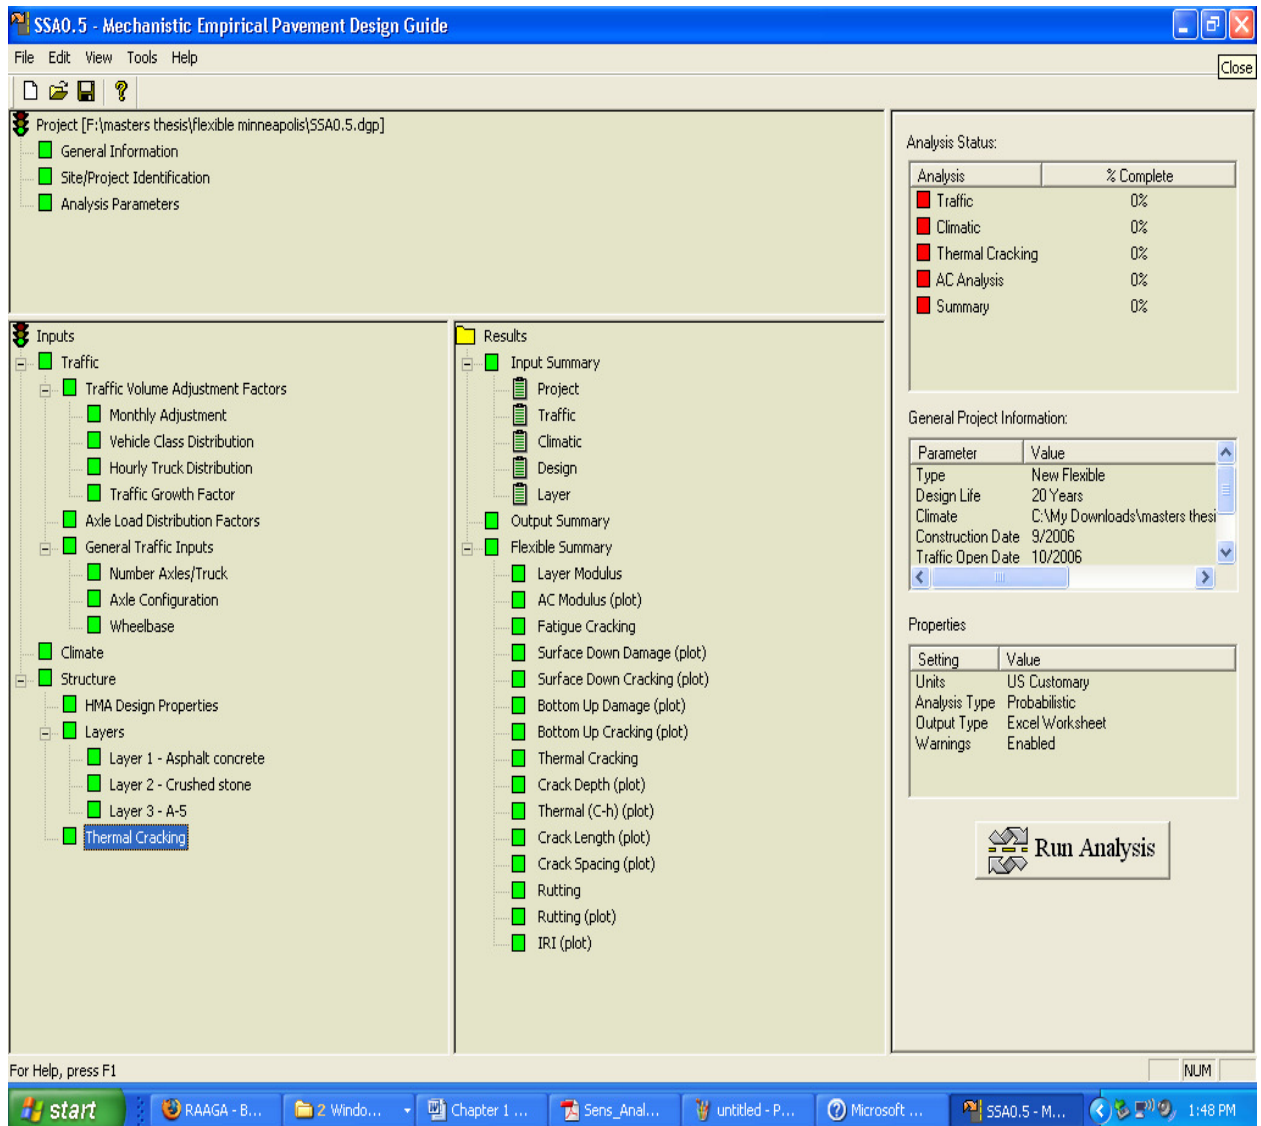 SSA0.5 - Mechanistic Empirical Pavement Design Guide
File Edit View Tools Help
Close
Project [F:\masters thesis\flexible minneapolis\SSA0.5.dgp]
General Information
Site/Project Identification
Analysis Parameters
Inputs
Traffic
Traffic Volume Adjustment Factors
Monthly Adjustment
Vehicle Class Distribution
Hourly Truck Distribution
Traffic Growth Factor
Axle Load Distribution Factors
General Traffic Inputs
Number Axles/Truck
Axle Configuration
Wheelbase
Climate
Structure
HMA Design Properties
Layers
Layer 1 - Asphalt concrete
Layer 2 - Crushed stone
Layer 3 - A-5
Thermal Cracking
Results
Input Summary
Project
Traffic
Climatic
Design
Layer
Output Summary
Flexible Summary
Layer Modulus
AC Modulus (plot)
Fatigue Cracking
Surface Down Damage (plot)
Surface Down Cracking (plot)
Bottom Up Damage (plot)
Bottom Up Cracking (plot)
Thermal Cracking
Crack Depth (plot)
Thermal (C-h) (plot)
Crack Length (plot)
Crack Spacing (plot)
Rutting
Rutting (plot)
IRI (plot)
Analysis Status:
Analysis % Complete
Traffic 0%
Climatic 0%
Thermal Cracking 0%
AC Analysis 0%
Summary 0%
General Project Information:
Parameter Value
Type New Flexible
Design Life 20 Years
Climate C:\My Downloads\masters thesi
Construction Date 9/2006
Traffic Open Date 10/2006
Properties
Setting Value
Units US Customary
Analysis Type Probabilistic
Output Type Excel Worksheet
Warnings Enabled
Run Analysis
For Help, press F1
NUM
start RAAGA - B... 2 Windo... Chapter 1 ... Sens_Anal... untitled - P... Microsoft ... SSA0.5 - M... 1:48 PM